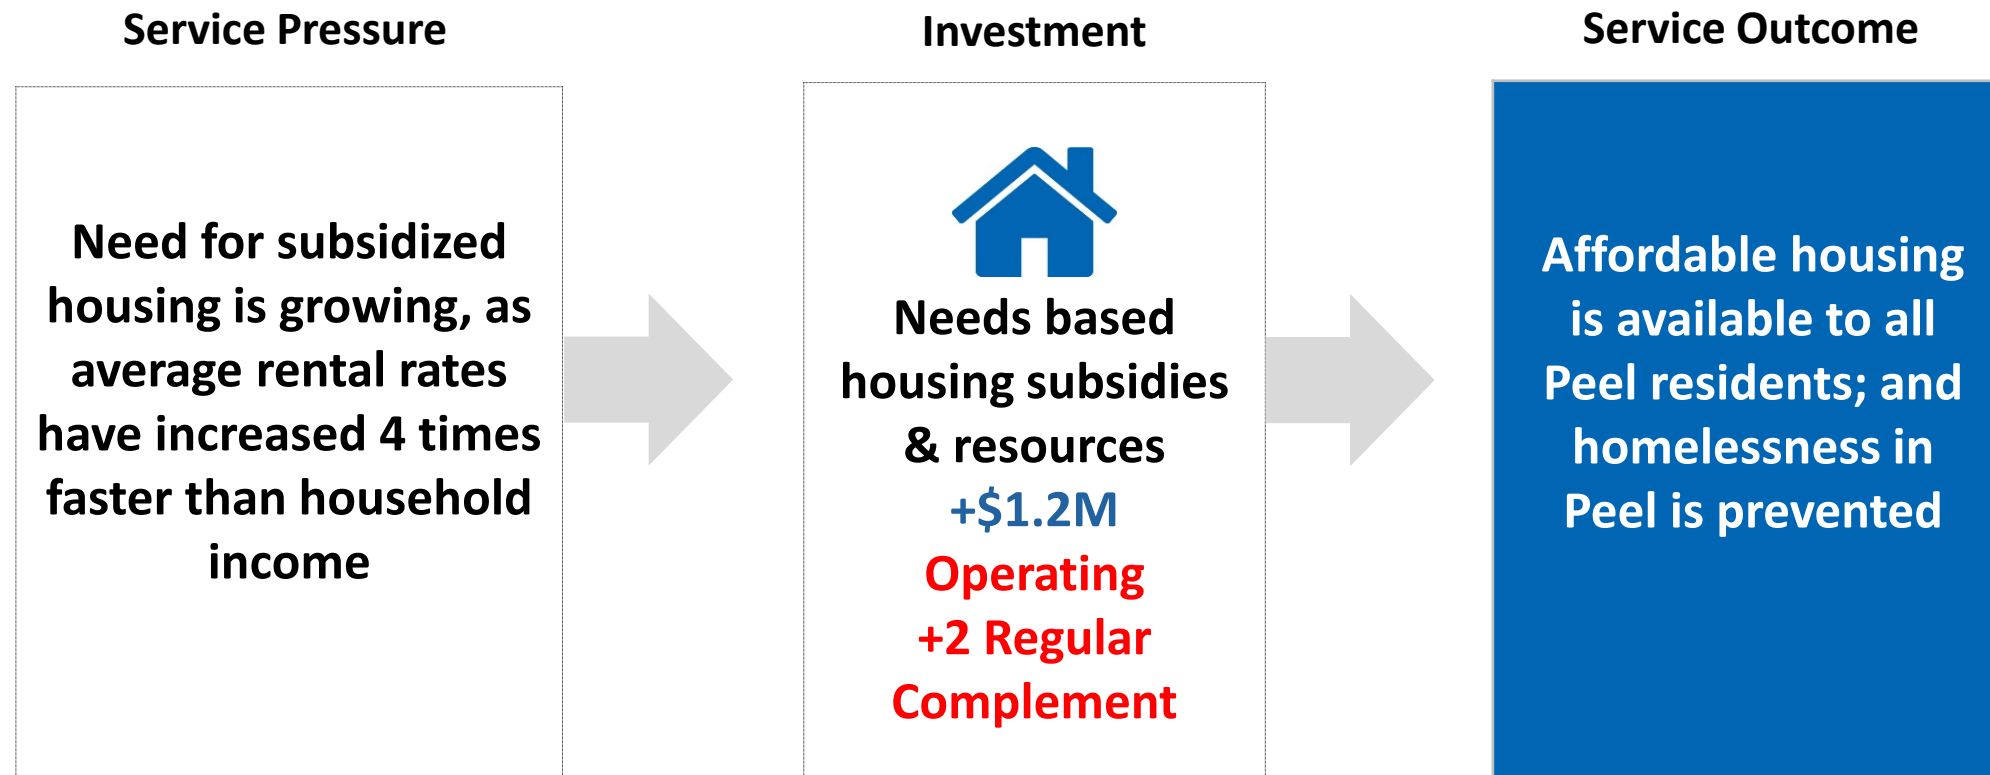 Service Pressure
Need for subsidized
housing is growing, as
average rental rates
have increased 4 times
faster than household
income
Investment
Needs based
housing subsidies
& resources
+$1.2M
Operating
+2 Regular
Complement
Service Outcome
Affordable housing
is available to all
Peel residents; and
homelessness in
Peel is prevented